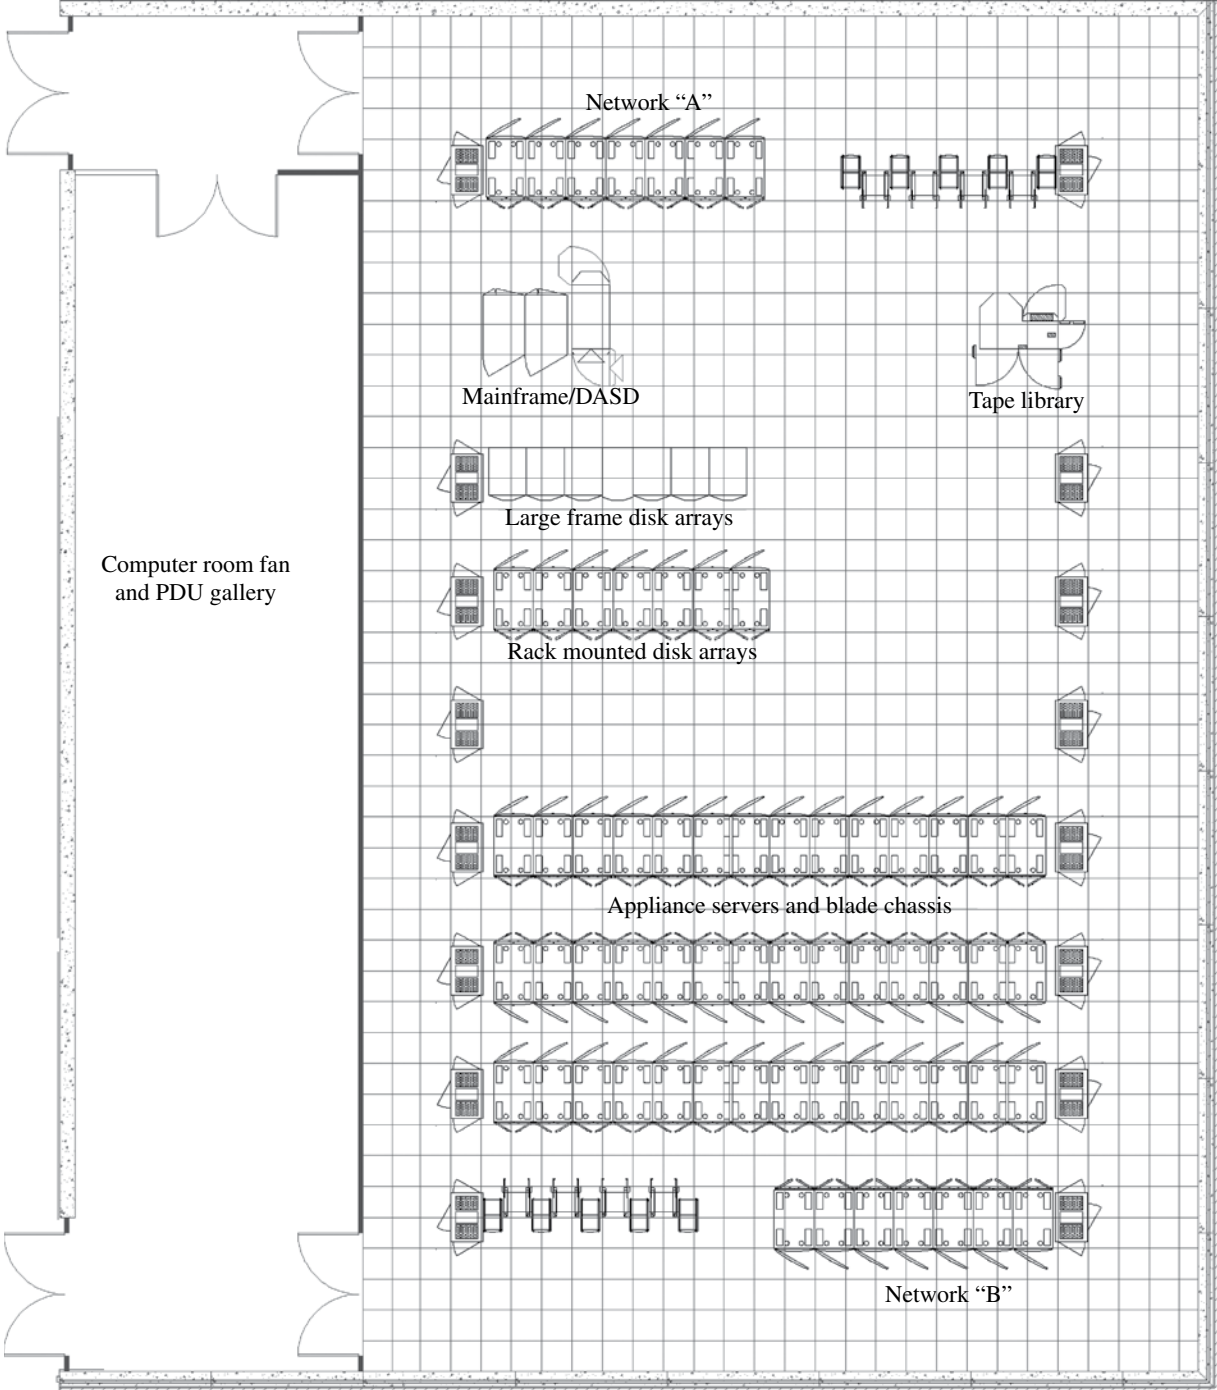 Network “A”
Mainframe/DASD
Tape library
Large frame disk arrays
Computer room fan
and PDU gallery
Rack mounted disk arrays
Appliance servers and blade chassis
Network “B”